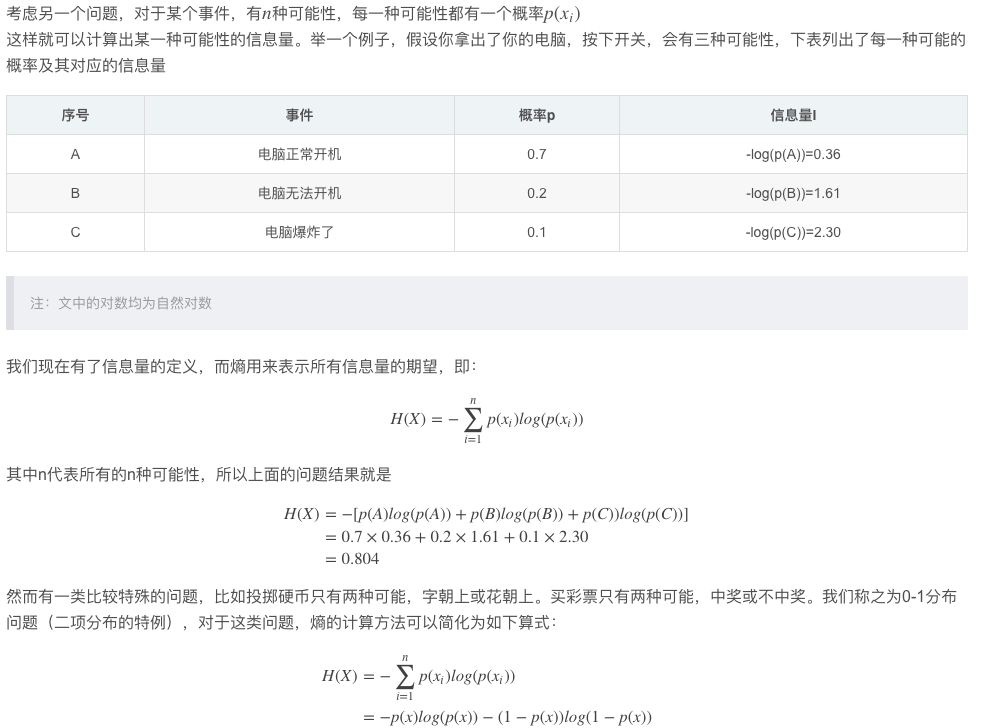 考虑另一个问题，对于某个事件，有n种可能性，每一种可能性都有一个概率p(xᵢ)
这样就可以计算出某一种可能性的信息量。举一个例子，假设你拿出了你的电脑，按下开关，会有三种可能性，下表列出了每一种可能的
概率及其对应的信息量
序号 事件 概率p 信息量I
A 电脑正常开机 0.7 -log(p(A))=0.36
B 电脑无法开机 0.2 -log(p(B))=1.61
C 电脑爆炸了 0.1 -log(p(C))=2.30
注：文中的对数均为自然对数
我们现在有了信息量的定义，而熵用来表示所有信息量的期望，即：
H(X) = − ∑ᵢ₌₁ⁿ p(xᵢ)log(p(xᵢ))
其中n代表所有的n种可能性，所以上面的问题结果就是
H(X) = −[p(A)log(p(A)) + p(B)log(p(B)) + p(C))log(p(C))]
= 0.7 × 0.36 + 0.2 × 1.61 + 0.1 × 2.30
= 0.804
然而有一类比较特殊的问题，比如投掷硬币只有两种可能，字朝上或花朝上。买彩票只有两种可能，中奖或不中奖。我们称之为0-1分布
问题（二项分布的特例），对于这类问题，熵的计算方法可以简化为如下算式：
H(X) = − ∑ᵢ₌₁ⁿ p(xᵢ)log(p(xᵢ))
= −p(x)log(p(x)) − (1 − p(x))log(1 − p(x))